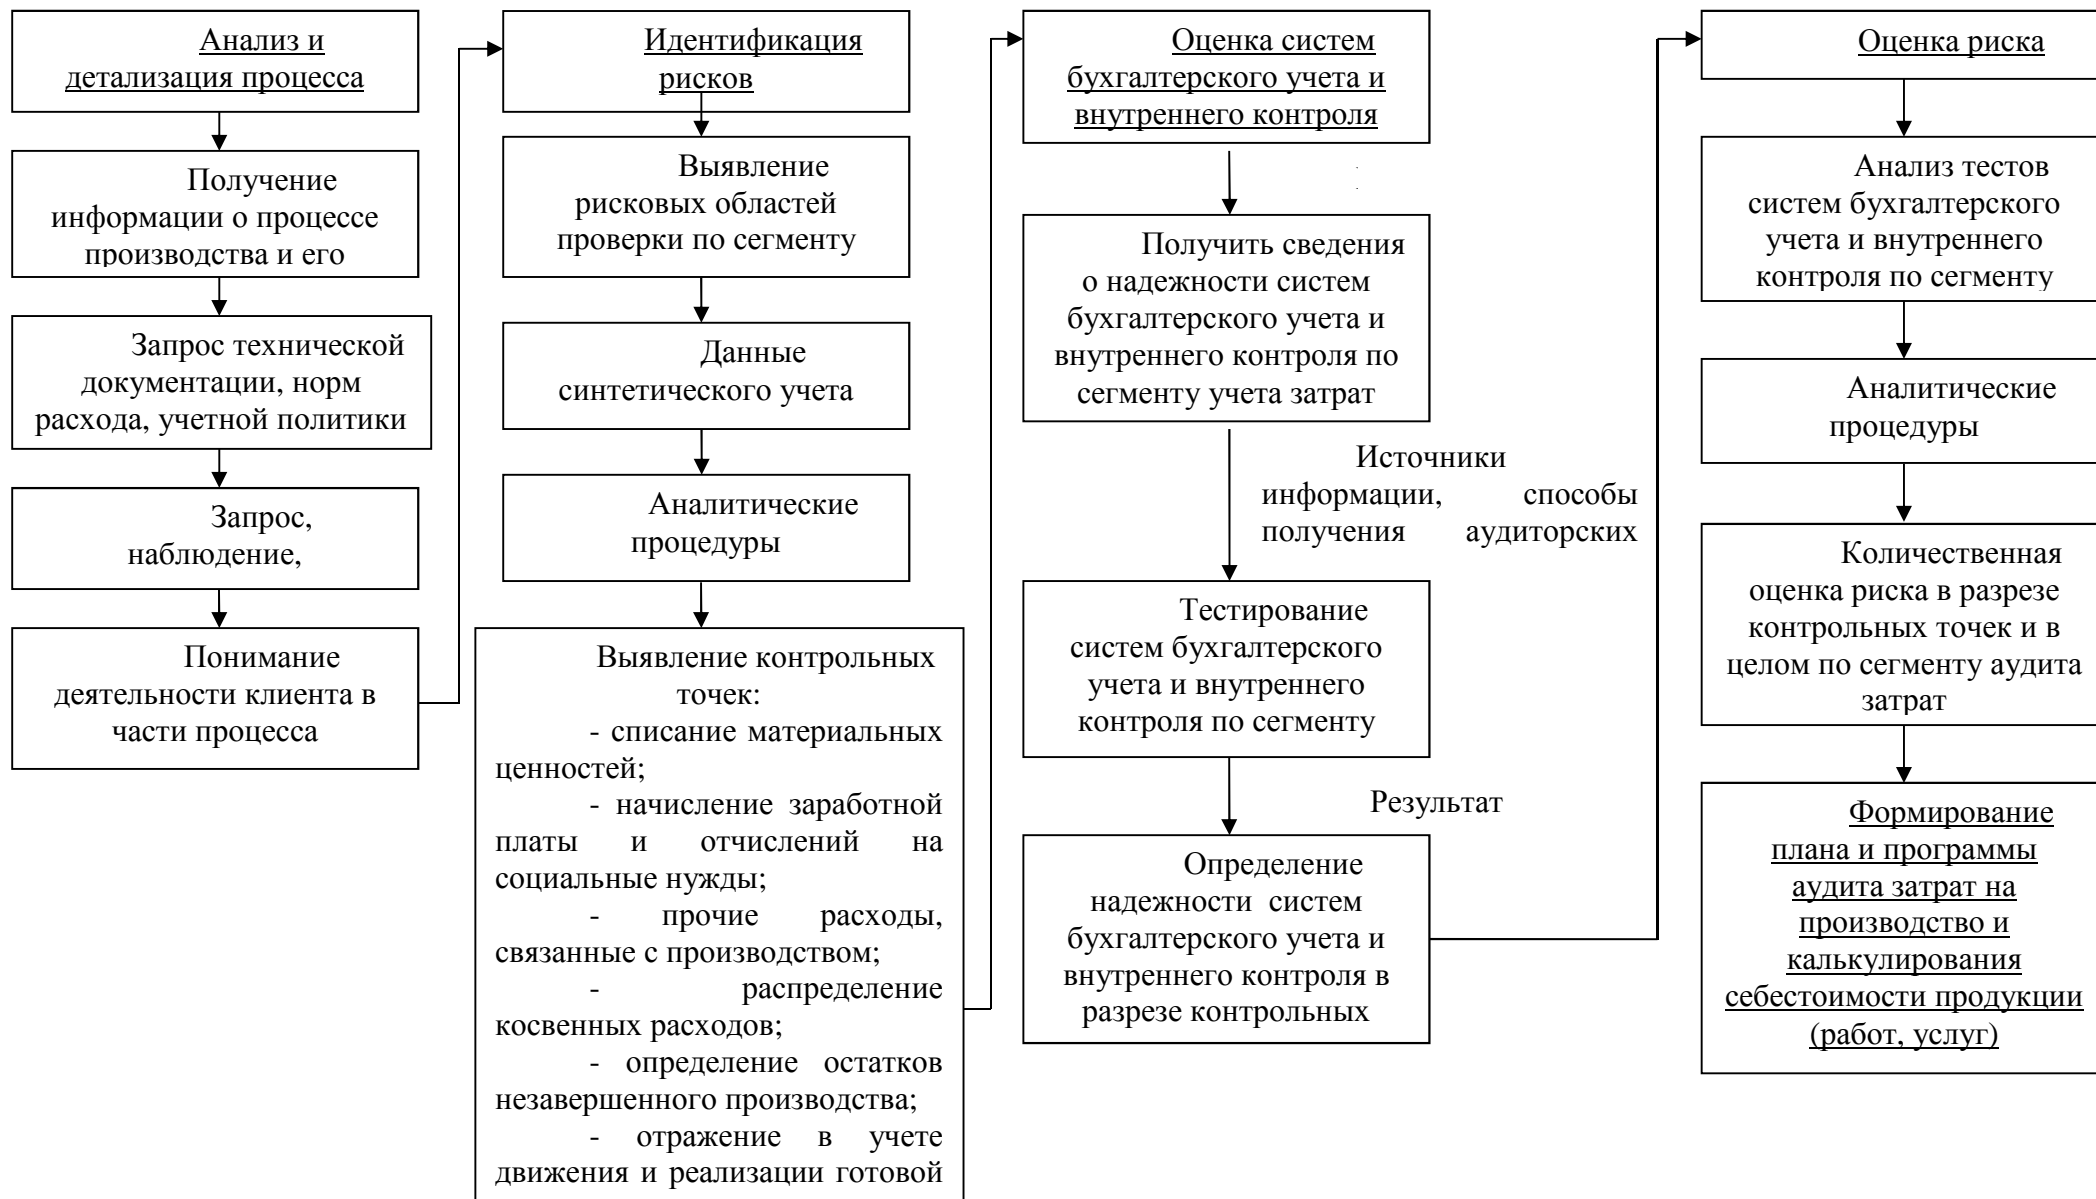 Анализ и
детализация процесса
Получение
информации о процессе
производства и его
Запрос технической
документации, норм
расхода, учетной политики
Запрос,
наблюдение,
Понимание
деятельности клиента в
части процесса
Идентификация
рисков
Выявление
рисковых областей
проверки по сегменту
Данные
синтетического учета
Аналитические
процедуры
Выявление контрольных
точек:
- списание материальных
ценностей;
- начисление заработной
платы и отчислений на
социальные нужды;
- прочие расходы,
связанные с производством;
- распределение
косвенных расходов;
- определение остатков
незавершенного производства;
- отражение в учете
движения и реализации готовой
Оценка систем
бухгалтерского учета и
внутреннего контроля
Получить сведения
о надежности систем
бухгалтерского учета и
внутреннего контроля по
сегменту учета затрат
Источники
информации, способы
получения аудиторских
Тестирование
систем бухгалтерского
учета и внутреннего
контроля по сегменту
Результат
Определение
надежности систем
бухгалтерского учета и
внутреннего контроля в
разрезе контрольных
Оценка риска
Анализ тестов
систем бухгалтерского
учета и внутреннего
контроля по сегменту
Аналитические
процедуры
Количественная
оценка риска в разрезе
контрольных точек и в
целом по сегменту аудита
затрат
Формирование
плана и программы
аудита затрат на
производство и
калькулирования
себестоимости продукции
(работ, услуг)